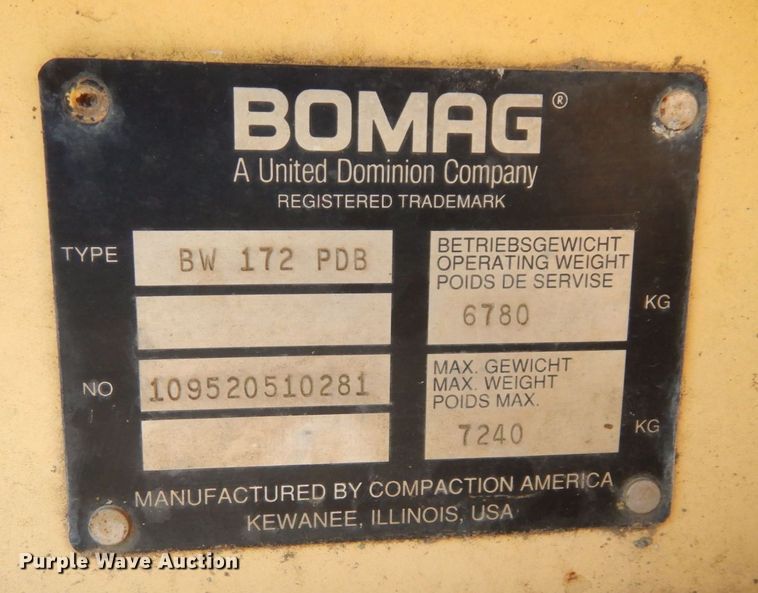 BOMAG®
A United Dominion Company
REGISTERED TRADEMARK
TYPE BW 172 PDB
BETRIEBSGEWICHT
OPERATING WEIGHT
POIDS DE SERVISE
6780 KG
NO 109520510281
MAX. GEWICHT
MAX. WEIGHT
POIDS MAX.
7240 KG
MANUFACTURED BY COMPACTION AMERICA
KEWANEE, ILLINOIS, USA
Purple Wave Auction